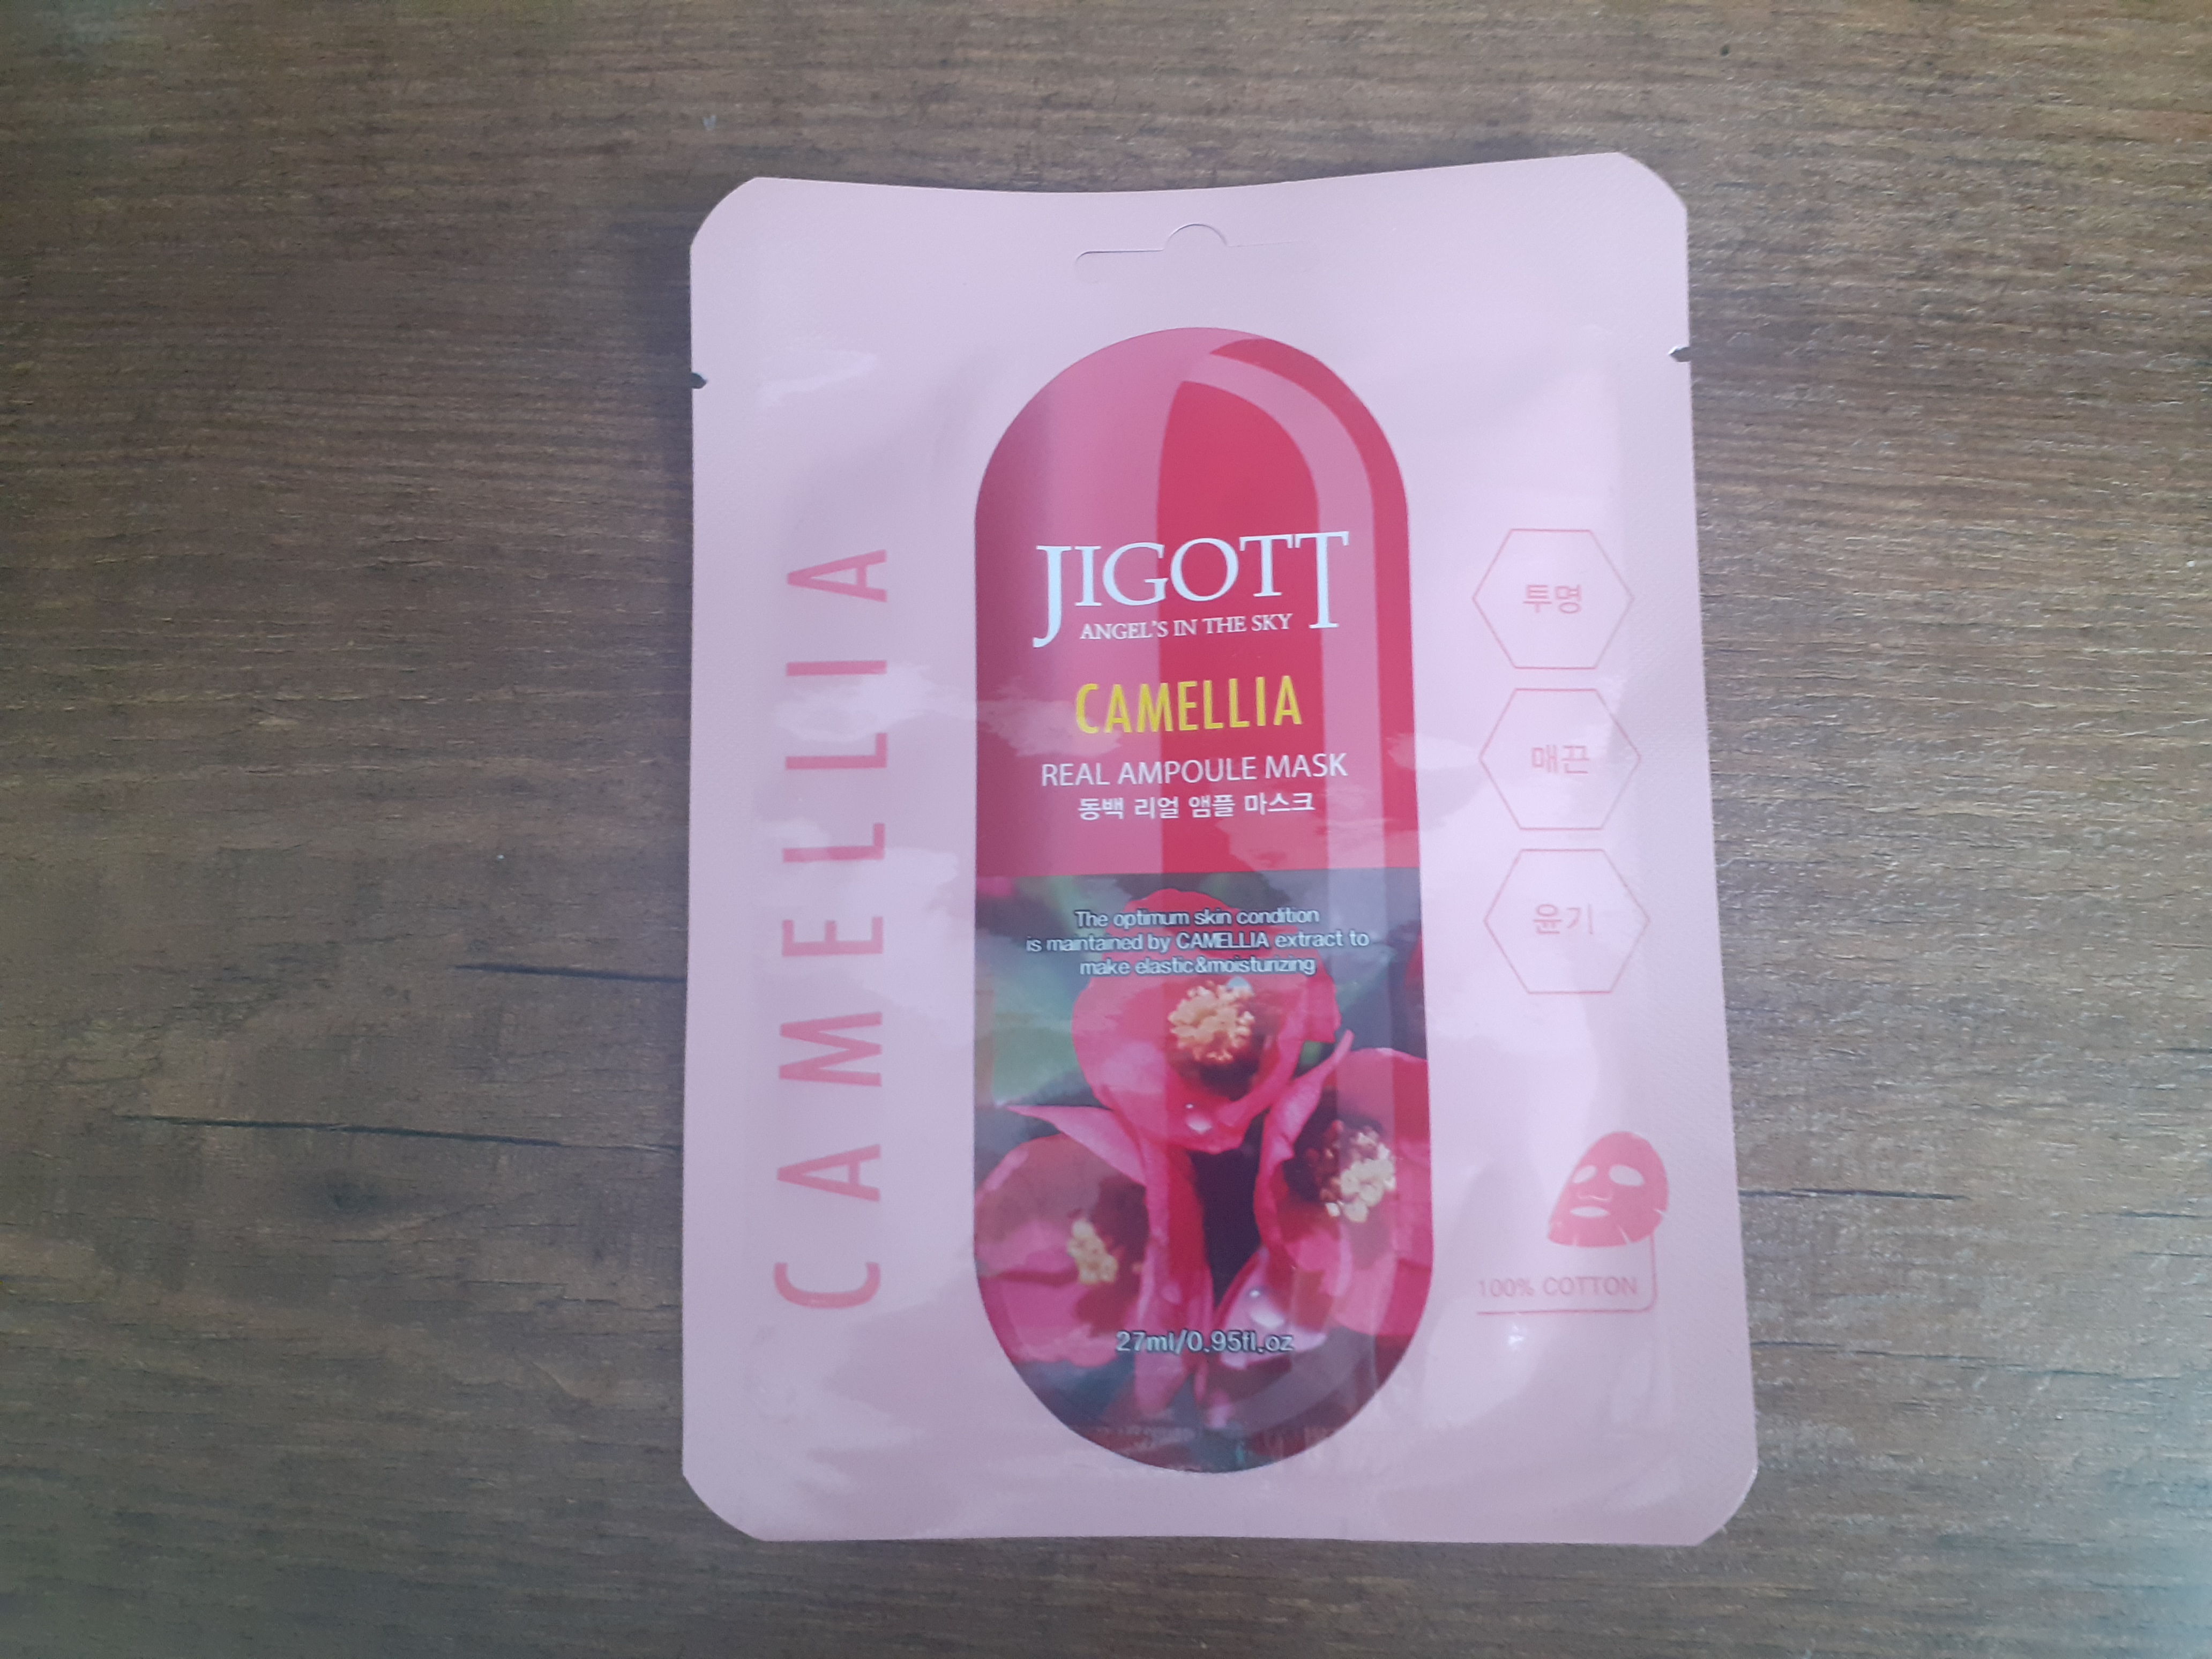 JIGOTT
ANGEL'S IN THE SKY
CAMELLIA
REAL AMPOULE MASK
동백 리얼 앰플 마스크
The optimum skin condition
is maintained by CAMELLIA extract to
make elastic&moisturizing
27ml/0.95fl.oz
CAMELLIA
투명
매끈
윤기
100% COTTON